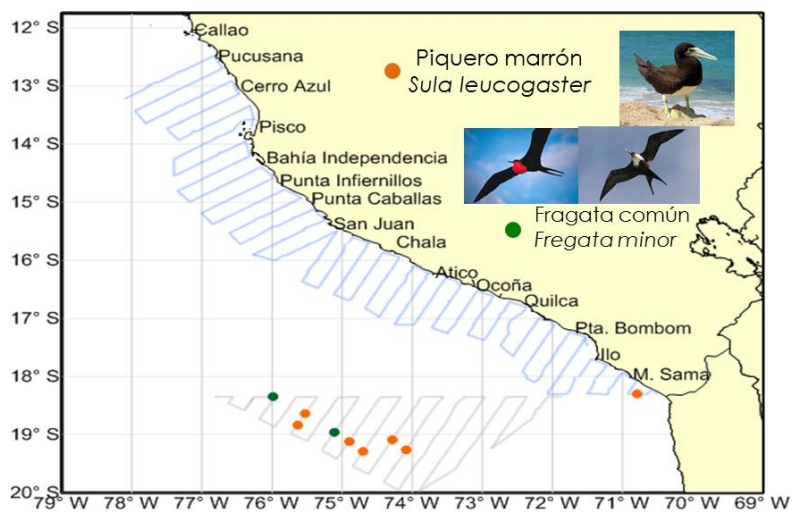 12° S
13° S
14° S
15° S
16° S
17° S
18° S
19° S
20° S
79° W 78° W 77° W 76° W 75° W 74° W 73° W 72° W 71° W 70° W 69° W
Callao
Pucusana
Cerro Azul
Pisco
Bahía Independencia
Punta Infiernillos
Punta Caballas
San Juan
Chala
Atico
Ocoña
Quilca
Pta. Bombom
Ilo
M. Sama
Piquero marrón
Sula leucogaster
Fragata común
Fregata minor